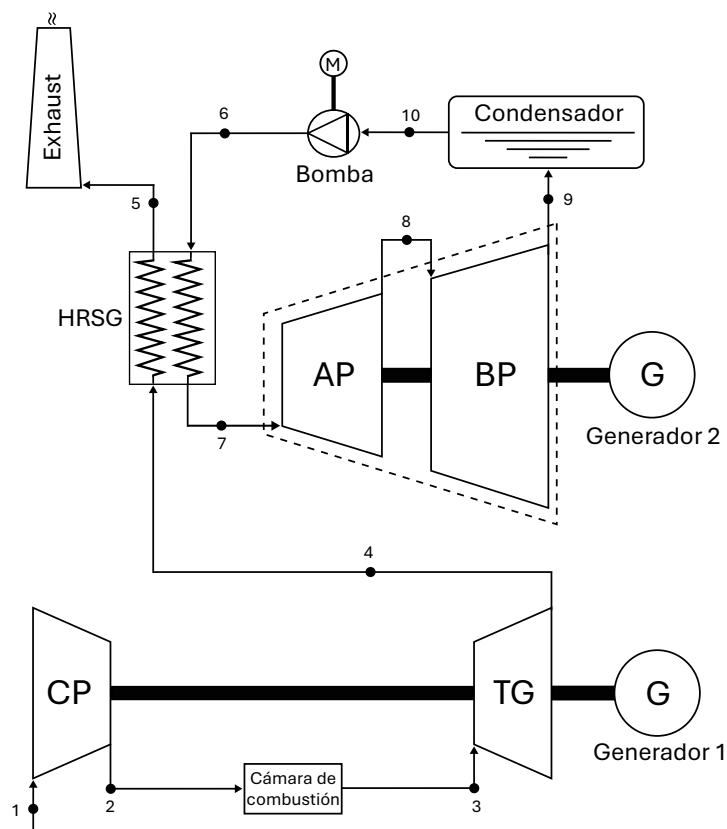 Exhaust
M
6
10
Condensador
Bomba
5
9
8
HRSG
AP
BP
G
7
Generador 2
4
CP
TG
G
Generador 1
Cámara de
combustión
1
2
3